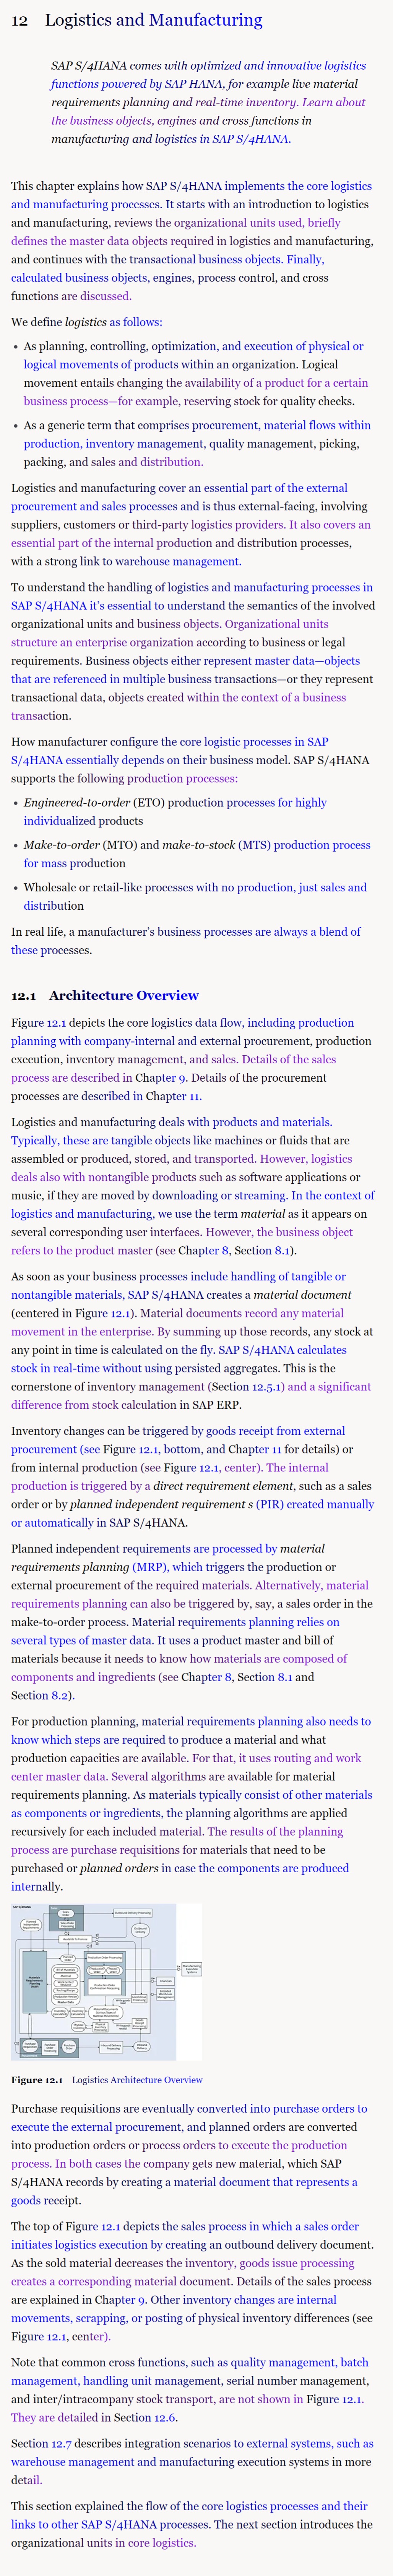 12 Logistics and Manufacturing
SAP S/4HANA comes with optimized and innovative logistics
functions powered by SAP HANA, for example live material
requirements planning and real-time inventory. Learn about
the business objects, engines and cross functions in
manufacturing and logistics in SAP S/4HANA.
This chapter explains how SAP S/4HANA implements the core logistics
and manufacturing processes. It starts with an introduction to logistics
and manufacturing, reviews the organizational units used, briefly
defines the master data objects required in logistics and manufacturing,
and continues with the transactional business objects. Finally,
calculated business objects, engines, process control, and cross
functions are discussed.
We define logistics as follows:
• As planning, controlling, optimization, and execution of physical or
logical movements of products within an organization. Logical
movement entails changing the availability of a product for a certain
business process—for example, reserving stock for quality checks.
• As a generic term that comprises procurement, material flows within
production, inventory management, quality management, picking,
packing, and sales and distribution.
Logistics and manufacturing cover an essential part of the external
procurement and sales processes and is thus external-facing, involving
suppliers, customers or third-party logistics providers. It also covers an
essential part of the internal production and distribution processes,
with a strong link to warehouse management.
To understand the handling of logistics and manufacturing processes in
SAP S/4HANA it's essential to understand the semantics of the involved
organizational units and business objects. Organizational units
structure an enterprise organization according to business or legal
requirements. Business objects either represent master data—objects
that are referenced in multiple business transactions—or they represent
transactional data, objects created within the context of a business
transaction.
How manufacturer configure the core logistic processes in SAP
S/4HANA essentially depends on their business model. SAP S/4HANA
supports the following production processes:
• Engineered-to-order (ETO) production processes for highly
individualized products
• Make-to-order (MTO) and make-to-stock (MTS) production process
for mass production
• Wholesale or retail-like processes with no production, just sales and
distribution
In real life, a manufacturer's business processes are always a blend of
these processes.
12.1 Architecture Overview
Figure 12.1 depicts the core logistics data flow, including production
planning with company-internal and external procurement, production
execution, inventory management, and sales. Details of the sales
process are described in Chapter 9. Details of the procurement
processes are described in Chapter 11.
Logistics and manufacturing deals with products and materials.
Typically, these are tangible objects like machines or fluids that are
assembled or produced, stored, and transported. However, logistics
deals also with nontangible products such as software applications or
music, if they are moved by downloading or streaming. In the context of
logistics and manufacturing, we use the term material as it appears on
several corresponding user interfaces. However, the business object
refers to the product master (see Chapter 8, Section 8.1).
As soon as your business processes include handling of tangible or
nontangible materials, SAP S/4HANA creates a material document
(centered in Figure 12.1). Material documents record any material
movement in the enterprise. By summing up those records, any stock at
any point in time is calculated on the fly. SAP S/4HANA calculates
stock in real-time without using persisted aggregates. This is the
cornerstone of inventory management (Section 12.5.1) and a significant
difference from stock calculation in SAP ERP.
Inventory changes can be triggered by goods receipt from external
procurement (see Figure 12.1, bottom, and Chapter 11 for details) or
from internal production (see Figure 12.1, center). The internal
production is triggered by a direct requirement element, such as a sales
order or by planned independent requirement s (PIR) created manually
or automatically in SAP S/4HANA.
Planned independent requirements are processed by material
requirements planning (MRP), which triggers the production or
external procurement of the required materials. Alternatively, material
requirements planning can also be triggered by, say, a sales order in the
make-to-order process. Material requirements planning relies on
several types of master data. It uses a product master and bill of
materials because it needs to know how materials are composed of
components and ingredients (see Chapter 8, Section 8.1 and
Section 8.2).
For production planning, material requirements planning also needs to
know which steps are required to produce a material and what
production capacities are available. For that, it uses routing and work
center master data. Several algorithms are available for material
requirements planning. As materials typically consist of other materials
as components or ingredients, the planning algorithms are applied
recursively for each included material. The results of the planning
process are purchase requisitions for materials that need to be
purchased or planned orders in case the components are produced
internally.
Figure 12.1 Logistics Architecture Overview
Purchase requisitions are eventually converted into purchase orders to
execute the external procurement, and planned orders are converted
into production orders or process orders to execute the production
process. In both cases the company gets new material, which SAP
S/4HANA records by creating a material document that represents a
goods receipt.
The top of Figure 12.1 depicts the sales process in which a sales order
initiates logistics execution by creating an outbound delivery document.
As the sold material decreases the inventory, goods issue processing
creates a corresponding material document. Details of the sales process
are explained in Chapter 9. Other inventory changes are internal
movements, scrapping, or posting of physical inventory differences (see
Figure 12.1, center).
Note that common cross functions, such as quality management, batch
management, handling unit management, serial number management,
and inter/intracompany stock transport, are not shown in Figure 12.1.
They are detailed in Section 12.6.
Section 12.7 describes integration scenarios to external systems, such as
warehouse management and manufacturing execution systems in more
detail.
This section explained the flow of the core logistics processes and their
links to other SAP S/4HANA processes. The next section introduces the
organizational units in core logistics.